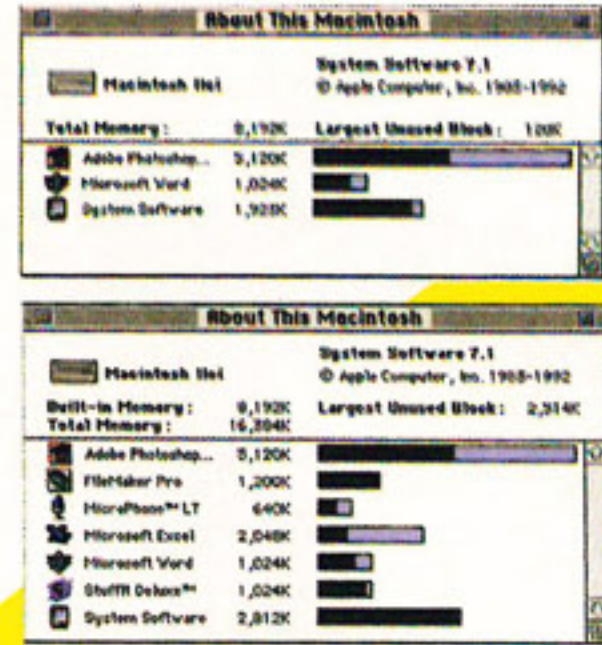 About This Macintosh
System Software 7.1
Macintosh IIsi
© Apple Computer, Inc. 1983-1992
Total Memory : 8,192K Largest Unused Block : 128K
Adobe Photoshop... 5,120K
Microsoft Word 1,024K
System Software 1,928K
About This Macintosh
System Software 7.1
Macintosh IIsi
© Apple Computer, Inc. 1983-1992
Built-in Memory : 8,192K Largest Unused Block : 2,514K
Total Memory : 16,384K
Adobe Photoshop... 5,120K
FileMaker Pro 1,200K
MicroPhone™ LT 640K
Microsoft Excel 2,048K
Microsoft Word 1,024K
StuffIt Deluxe™ 1,024K
System Software 2,812K